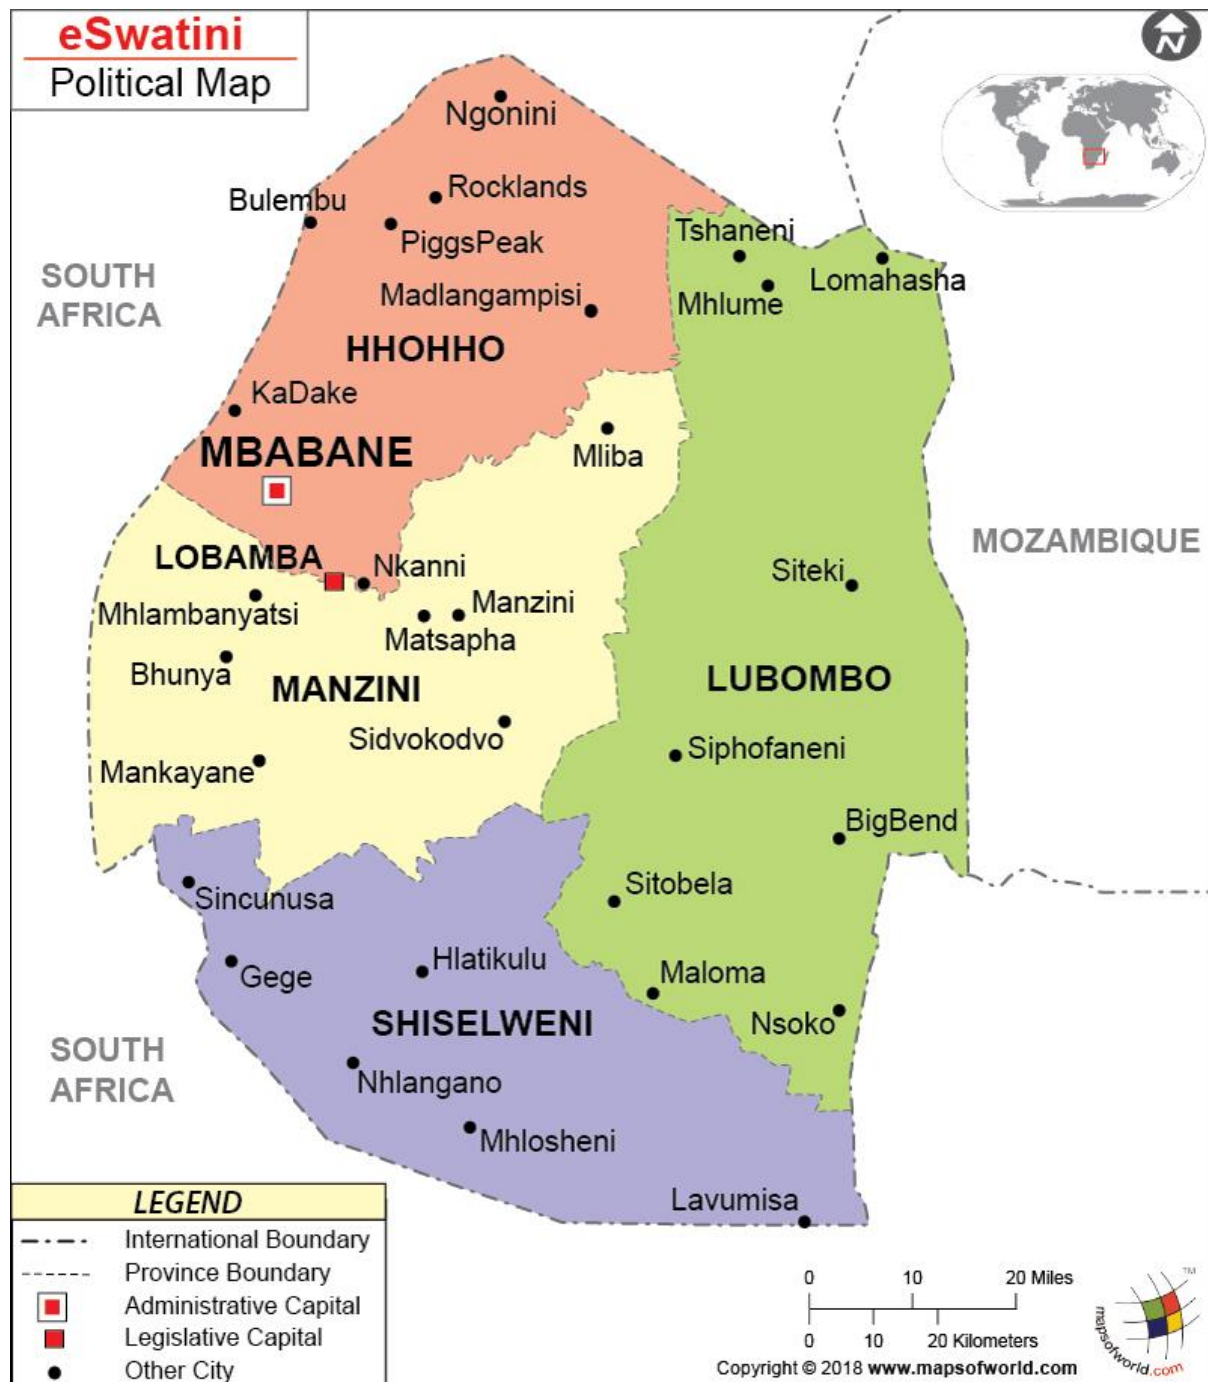 eSwatini
Political Map
N
Ngonini
Rocklands
Bulembu
PiggsPeak
Tshaneni
Lomahasha
SOUTH
AFRICA
Madlangampisi
Mhlume
HHOHHO
KaDake
MBABANE
Mliba
MOZAMBIQUE
LOBAMBA
Nkanni
Siteki
Mhlambanyatsi
Manzini
Matsapha
Bhunya
MANZINI
LUBOMBO
Sidvokodvo
Siphofaneni
Mankayane
BigBend
Sitobela
Sincunusa
Hlatikulu
Gege
Maloma
SHISELWENI
Nsoko
SOUTH
AFRICA
Nhlangano
Mhlosheni
Lavumisa
LEGEND
International Boundary
Province Boundary
Administrative Capital
Legislative Capital
Other City
0 10 20 Miles
0 10 20 Kilometers
Copyright © 2018 www.mapsofworld.com
mapsofworld.com
TM